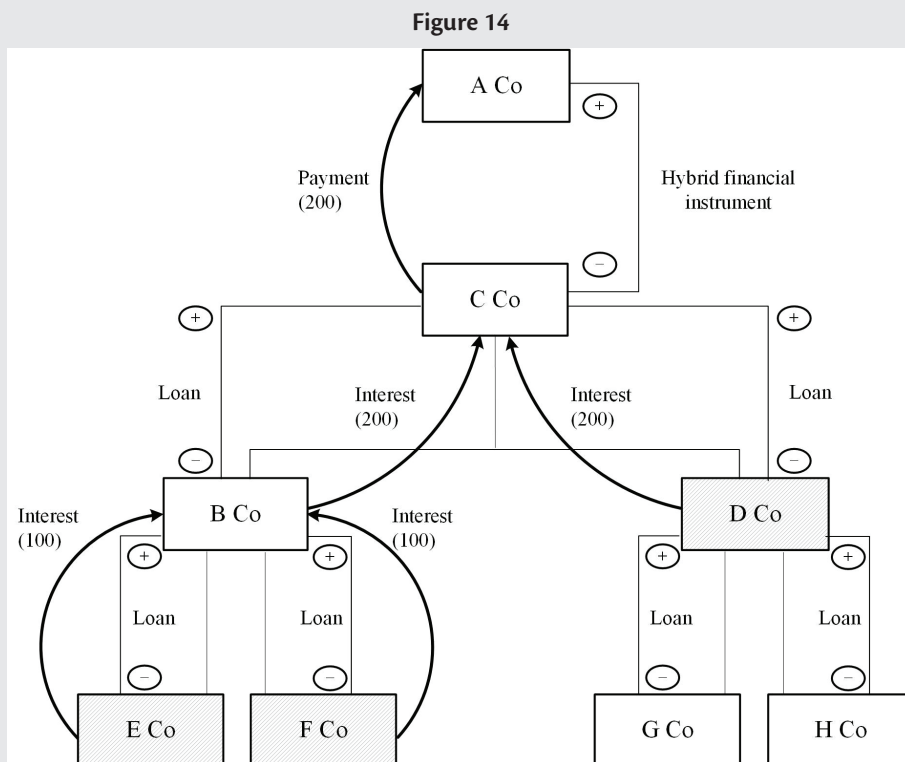 Figure 14
A Co
+
Payment
(200)
Hybrid financial
instrument
−
C Co
+
+
Loan
Interest
(200)
Interest
(200)
Loan
−
−
B Co
D Co
Interest
(100)
Interest
(100)
+
+
+
+
Loan
Loan
Loan
Loan
−
−
−
−
E Co
F Co
G Co
H Co